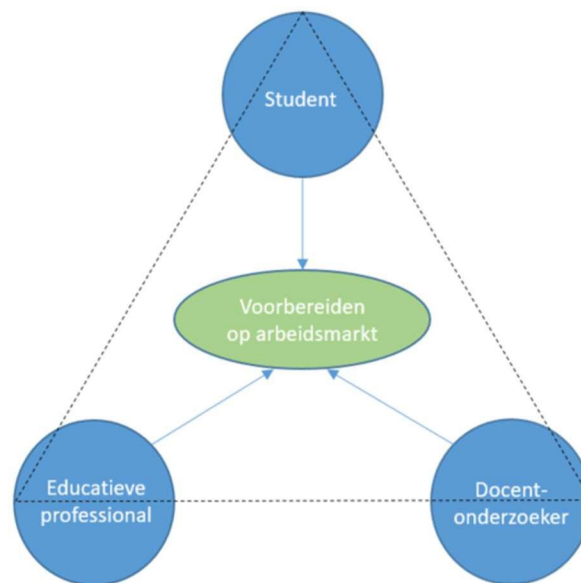 Student
Voorbereiden
op arbeidsmarkt
Educatieve
professional
Docent-
onderzoeker